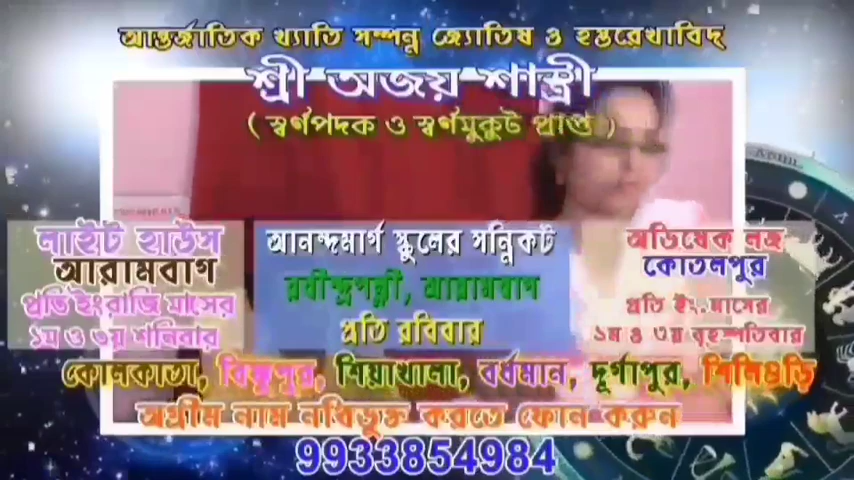 আন্তর্জাতিক খ্যাতি সম্পন্ন জ্যোতিষ ও হস্তরেখাবিদ্
শ্রী অজয় শাস্ত্রী
( স্বর্ণপদক ও স্বর্ণমুকুট প্রাপ্ত )
লাইট হাউস
আরামবাগ
প্রতি ইংরাজি মাসের
১ম ও ৩য় শনিবার
আনন্দমার্গ স্কুলের সন্নিকট
রবীন্দ্রপল্লী, আরামবাগ
প্রতি রবিবার
অভিষেক লজ
কোতলপুর
প্রতি ইং.মাসের
১ম ও ৩য় বৃহস্পতিবার
কোলকাতা, বিষ্ণুপুর, শিয়াখালা, বর্ধমান, দূর্গাপুর, শিলিগুড়ি
অগ্রীম নাম নথিভুক্ত করতে ফোন করুন
9933854984